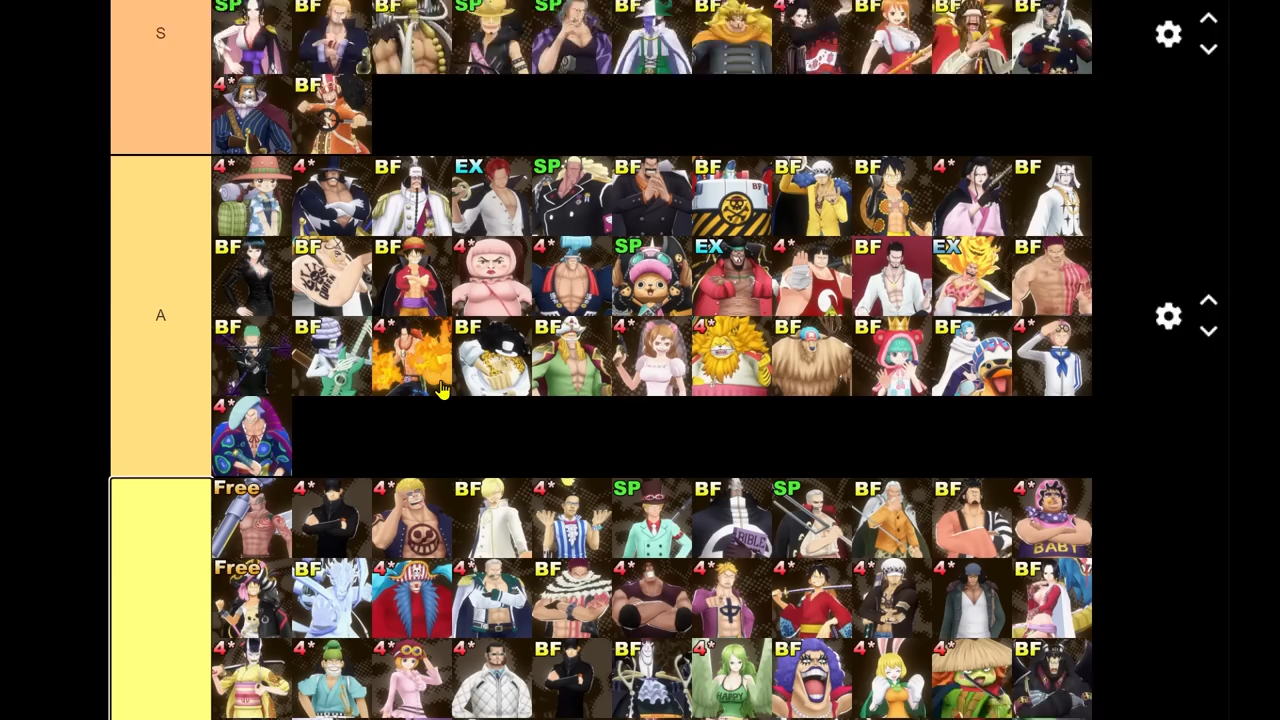 S
SP BF BF SP SP BF BF 4* BF BF BF
4* BF
A
4* 4* BF EX SP BF BF BF BF 4* BF
BF BF BF 4* 4* SP EX 4* BF EX BF
BF BF 4* BF BF 4* 4* BF BF BF 4*
4*
Free 4* 4* BF 4* SP BF SP BF BF 4*
BIBLE
BABY
Free BF 4* 4* BF 4* 4* 4* 4* 4* BF
4* 4* 4* 4* BF BF 4* BF 4* 4* BF
HAPPY